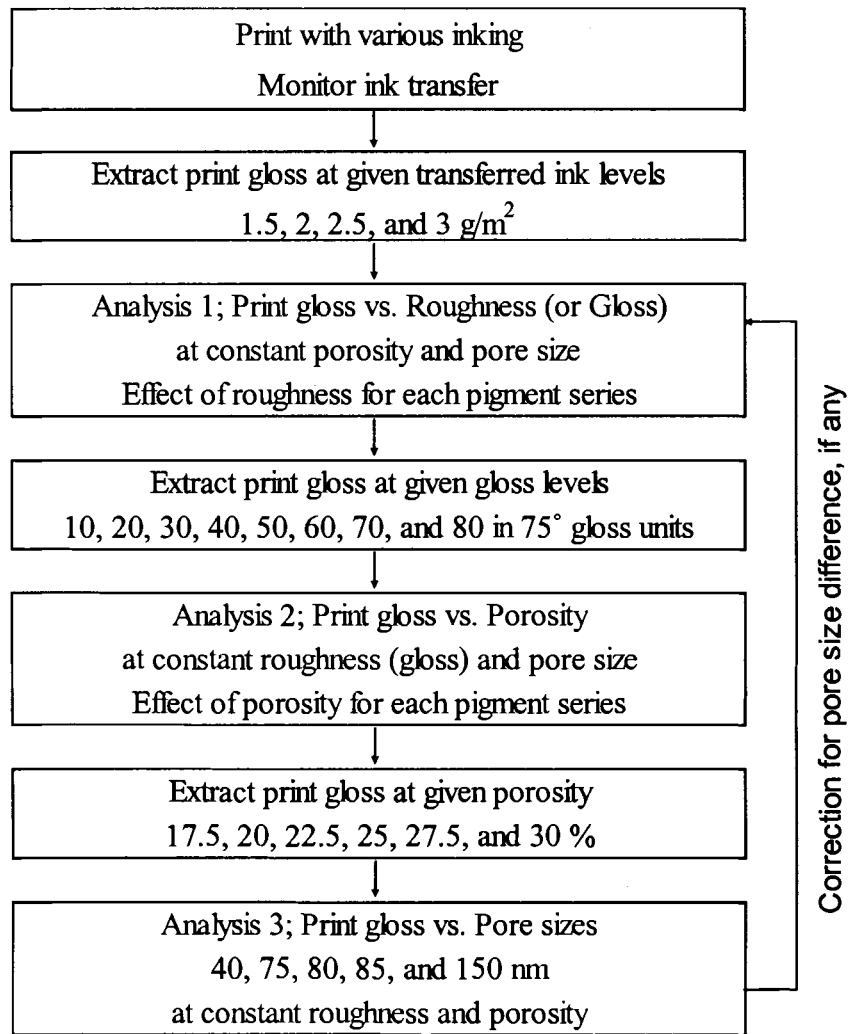 Print with various inking
Monitor ink transfer
Extract print gloss at given transferred ink levels
1.5, 2, 2.5, and 3 g/m²
Analysis 1; Print gloss vs. Roughness (or Gloss)
at constant porosity and pore size
Effect of roughness for each pigment series
Extract print gloss at given gloss levels
10, 20, 30, 40, 50, 60, 70, and 80 in 75° gloss units
Analysis 2; Print gloss vs. Porosity
at constant roughness (gloss) and pore size
Effect of porosity for each pigment series
Extract print gloss at given porosity
17.5, 20, 22.5, 25, 27.5, and 30 %
Analysis 3; Print gloss vs. Pore sizes
40, 75, 80, 85, and 150 nm
at constant roughness and porosity
Correction for pore size difference, if any